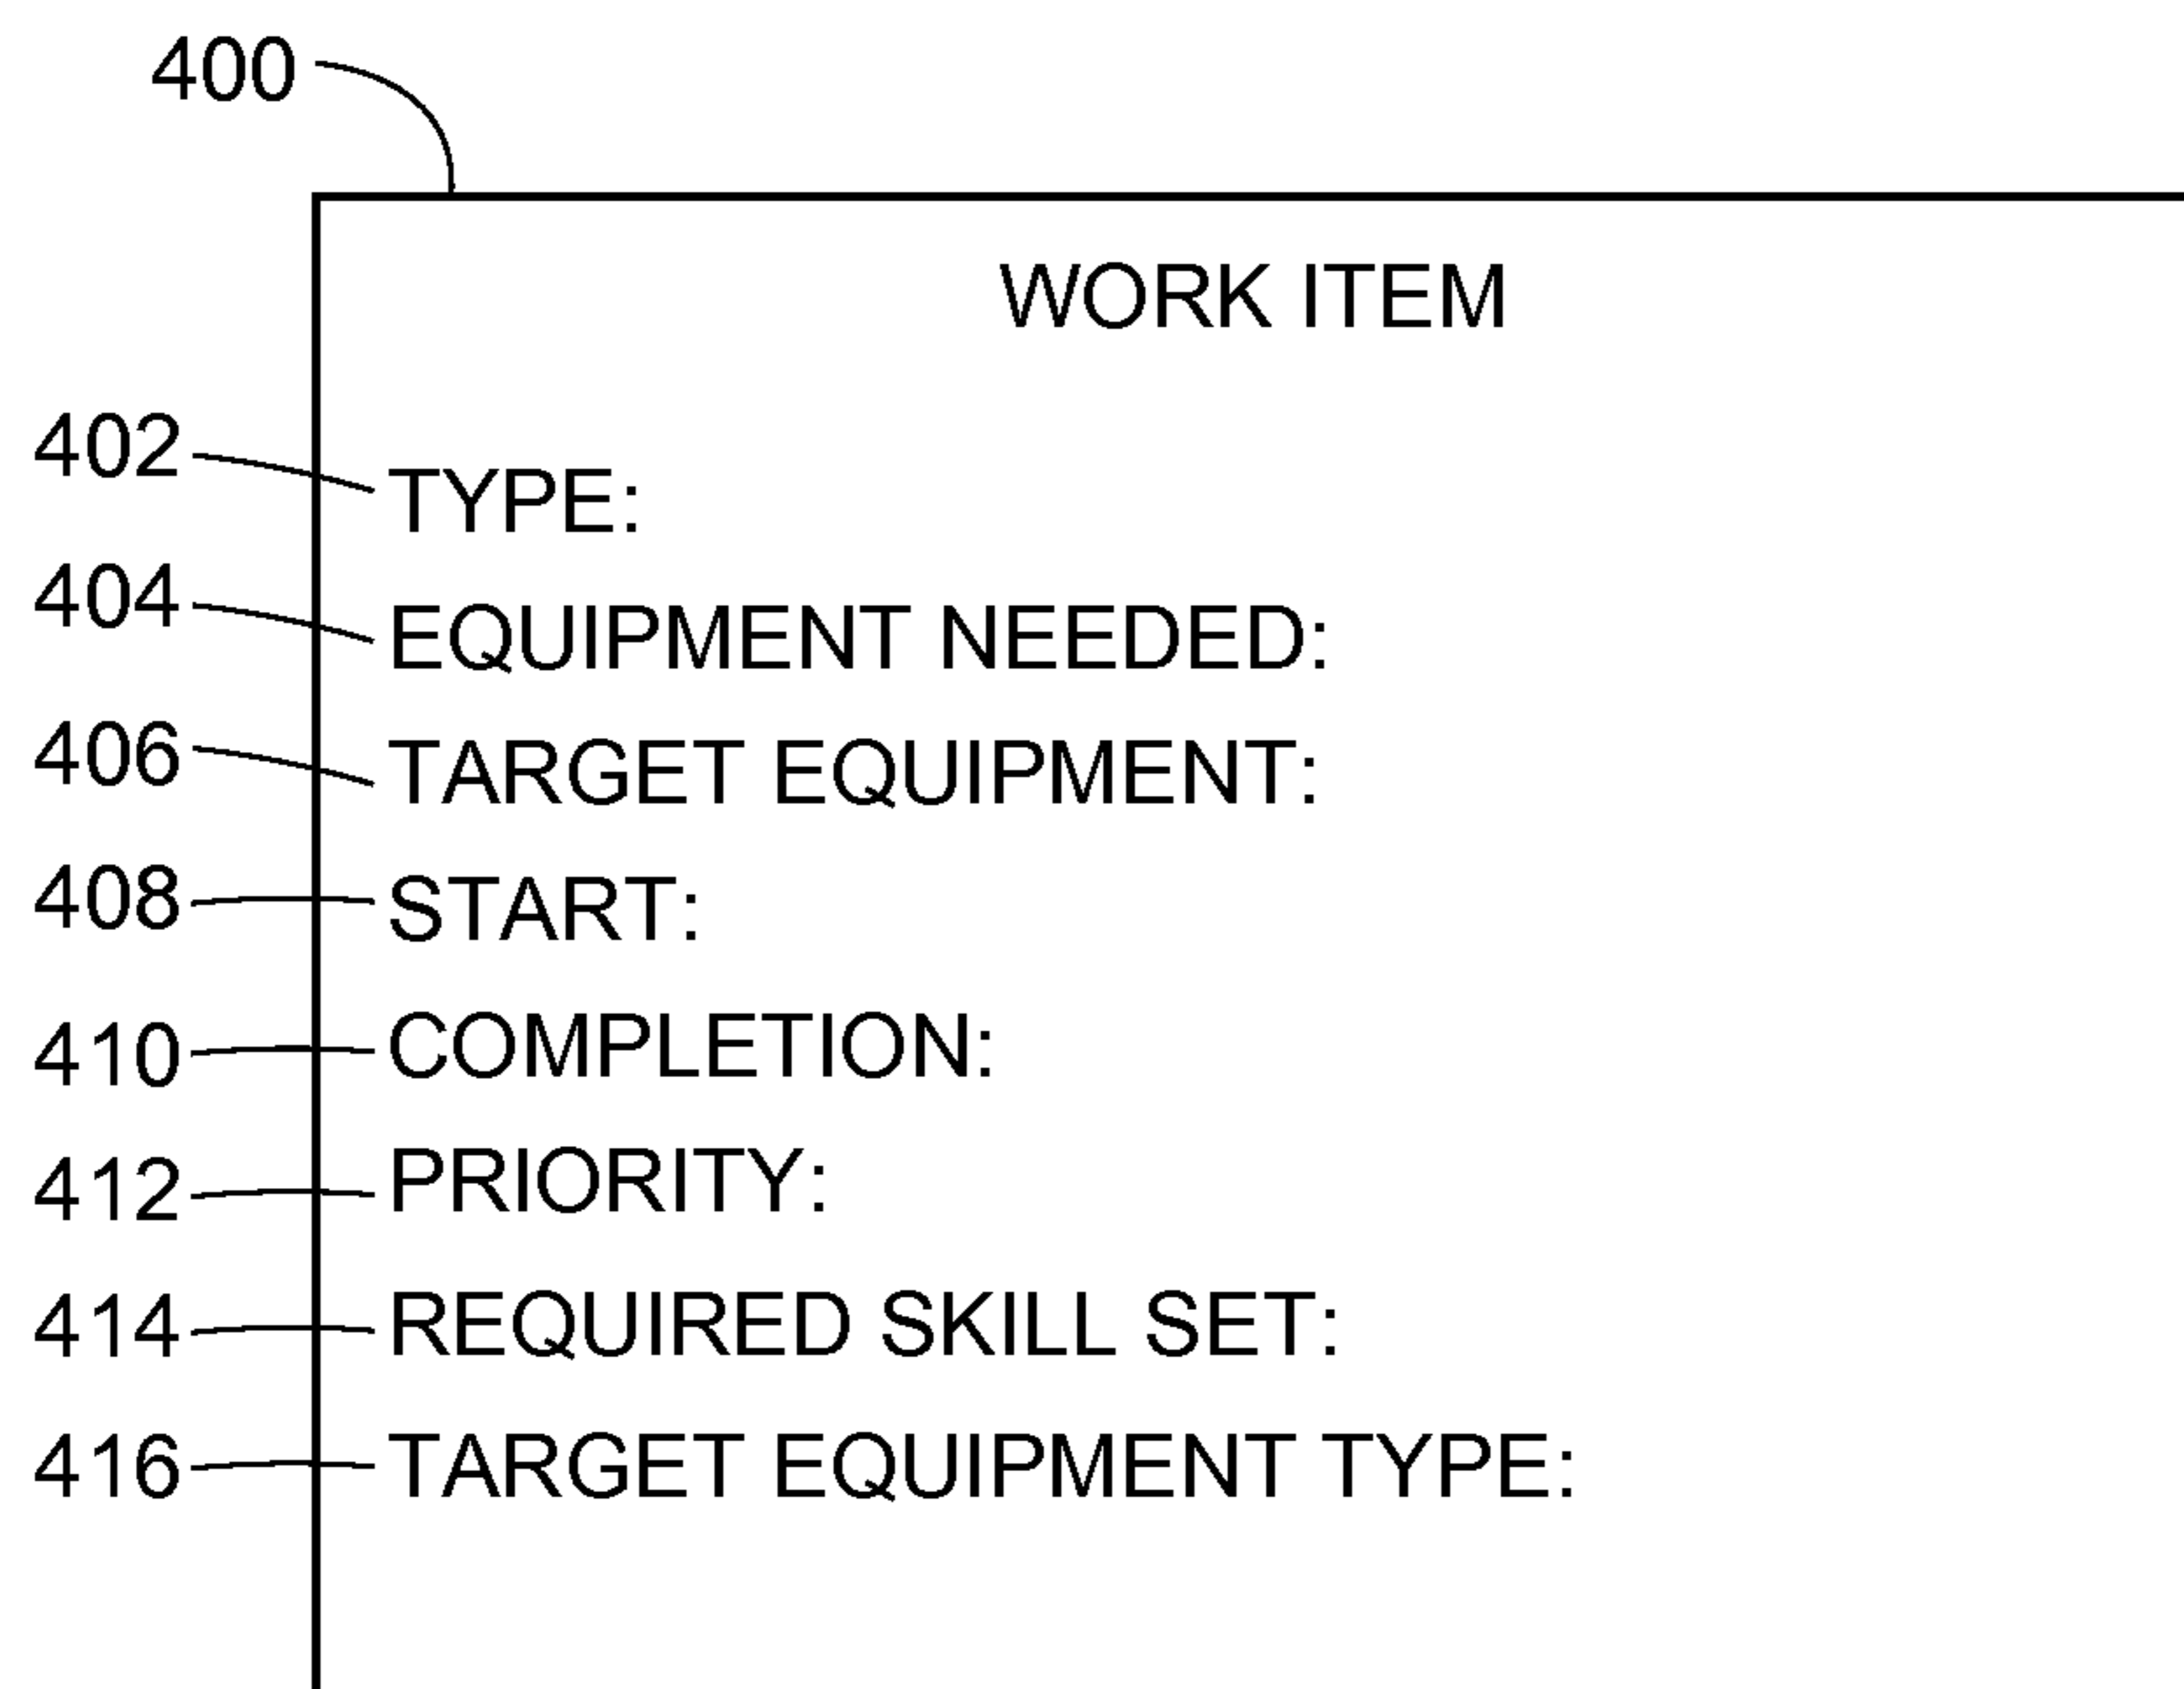 400
WORK ITEM
402 TYPE:
404 EQUIPMENT NEEDED:
406 TARGET EQUIPMENT:
408 START:
410 COMPLETION:
412 PRIORITY:
414 REQUIRED SKILL SET:
416 TARGET EQUIPMENT TYPE: